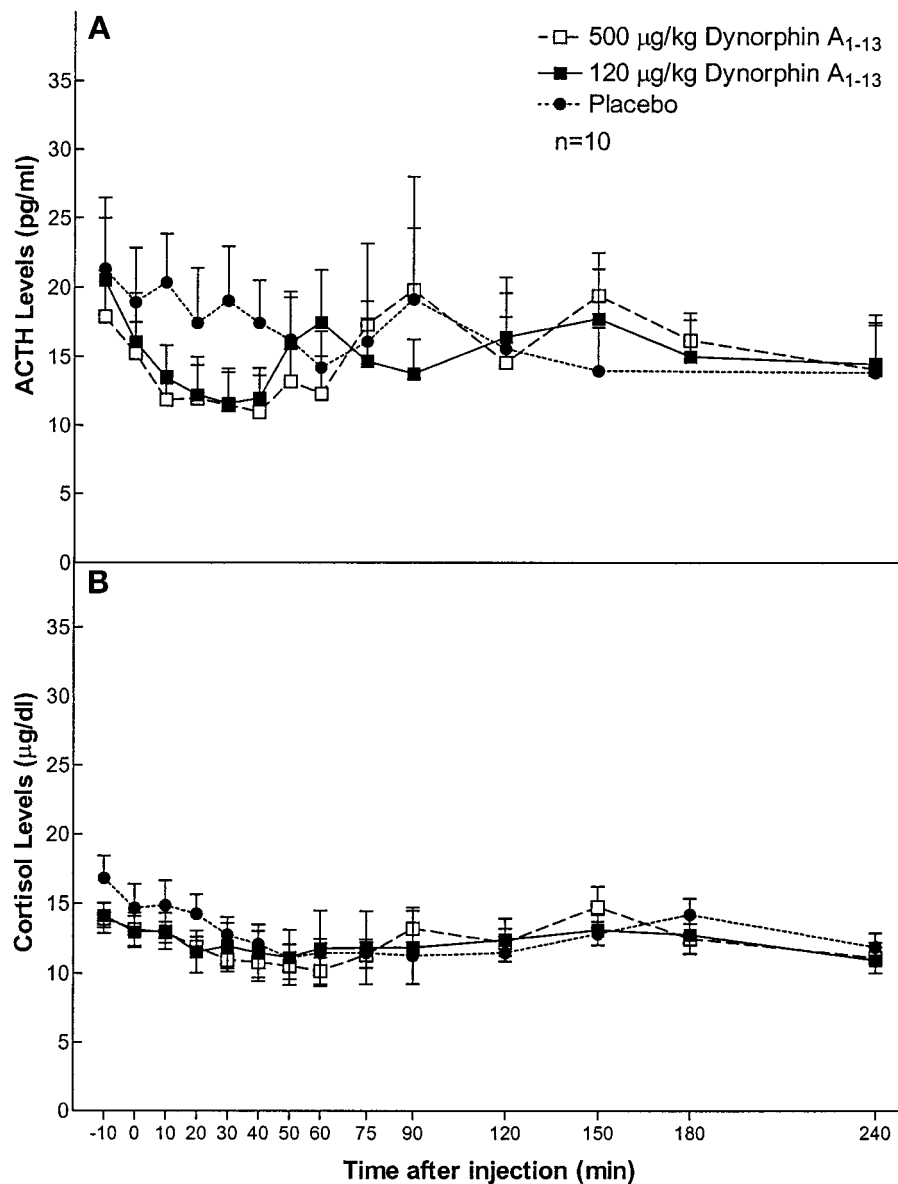 A
500 μg/kg Dynorphin A1-13
120 μg/kg Dynorphin A1-13
Placebo
n=10
35
30
25
20
15
10
5
0
ACTH Levels (pg/ml)
B
35
30
25
20
15
10
5
0
Cortisol Levels (μg/dl)
-10 0 10 20 30 40 50 60 75 90 120 150 180 240
Time after injection (min)